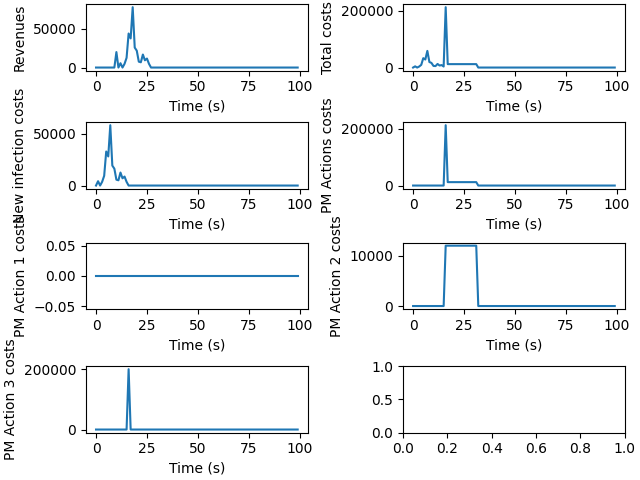 Revenues
50000
0
0 25 50 75 100
Time (s)
Total costs
200000
0
0 25 50 75 100
Time (s)
New infection costs
50000
0
0 25 50 75 100
Time (s)
PM Actions costs
200000
0
0 25 50 75 100
Time (s)
PM Action 1 costs
0.05
0.00
−0.05
0 25 50 75 100
Time (s)
PM Action 2 costs
10000
0
0 25 50 75 100
Time (s)
PM Action 3 costs
200000
0
0 25 50 75 100
Time (s)
1.0
0.5
0.0
0.0 0.2 0.4 0.6 0.8 1.0